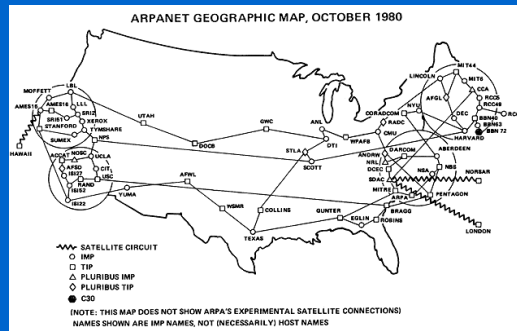 ARPANET GEOGRAPHIC MAP, OCTOBER 1980
MOFFETT
LBL
AMES15
AMES16
LLL
SRI2
SRI51
XEROX
STANFORD
TYMSHARE
SUMEX
NPS
HAWAII
ACCAT
NOSC
UCLA
AFSD
CIT
ISI27
USC
RAND
ISI52
ISI22
YUMA
UTAH
DOCB
GWC
AFWL
WSMR
TEXAS
COLLINS
STLA
SCOTT
ANL
DTI
WPAFB
GUNTER
EGLIN
ROBINS
BRAGG
MIT44
LINCOLN
MIT6
CCA
AFGL
RCC5
RCC49
DEC
BBN40
BBN63
BBN 72
HARVARD
CORADCOM
NYU
RADC
CMU
ANDRW
DARCOM
ABERDEEN
NRL
DCEC
NBS
NSA
SDAC
NORSAR
MITRE
ARPA
PENTAGON
LONDON
SATELLITE CIRCUIT
IMP
TIP
PLURIBUS IMP
PLURIBUS TIP
C30
(NOTE: THIS MAP DOES NOT SHOW ARPA'S EXPERIMENTAL SATELLITE CONNECTIONS)
NAMES SHOWN ARE IMP NAMES, NOT (NECESSARILY) HOST NAMES